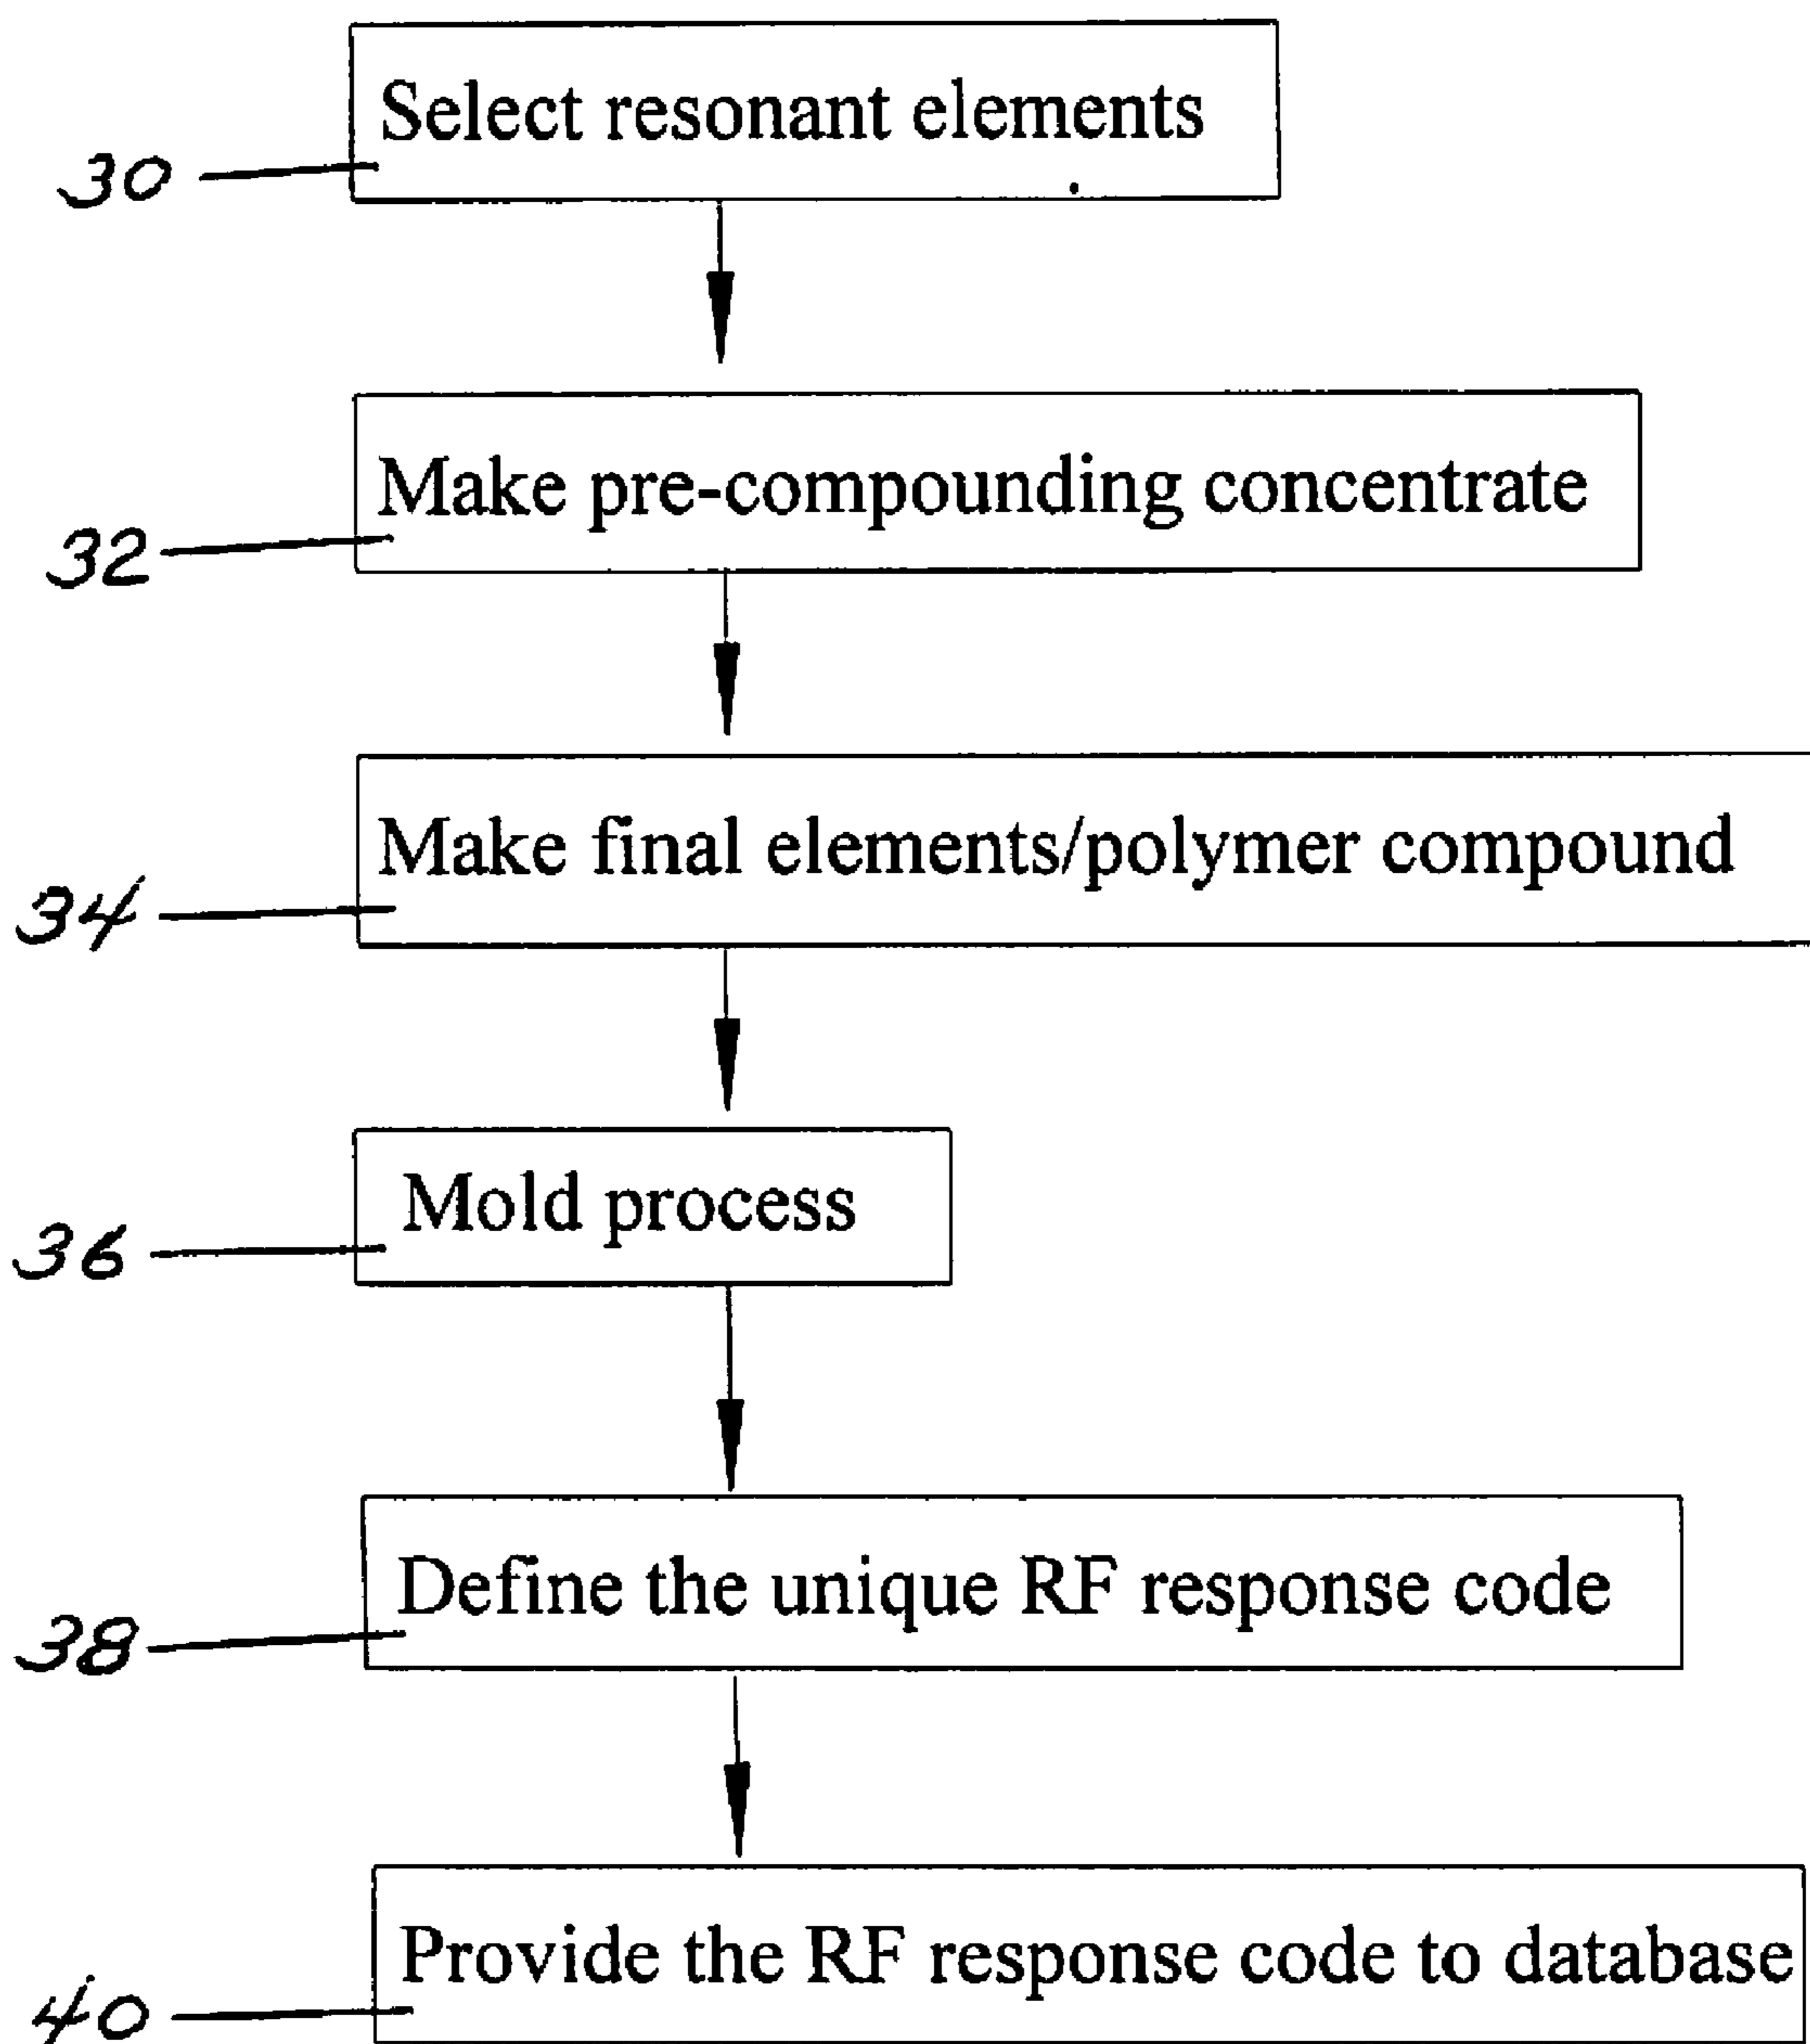 Select resonant elements
30
Make pre-compounding concentrate
32
Make final elements/polymer compound
34
Mold process
36
Define the unique RF response code
38
Provide the RF response code to database
40